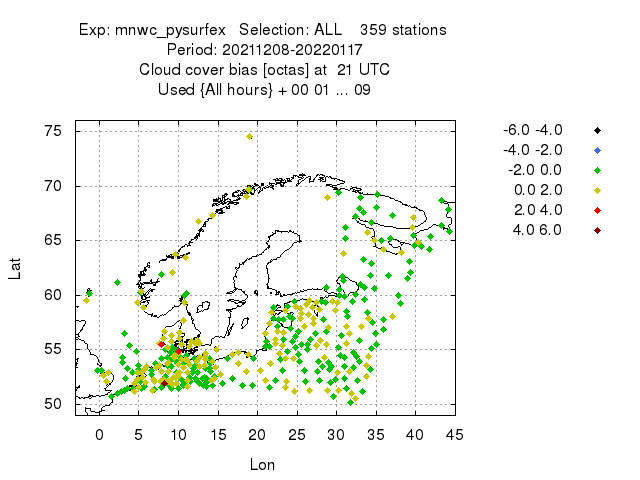 Exp: mnwc_pysurfex   Selection: ALL    359 stations
Period: 20211208-20220117
Cloud cover bias [octas] at  21 UTC
Used {All hours} + 00 01 ... 09
-6.0 -4.0
-4.0 -2.0
-2.0 0.0
0.0 2.0
2.0 4.0
4.0 6.0
Lat
75
70
65
60
55
50
0 5 10 15 20 25 30 35 40 45
Lon